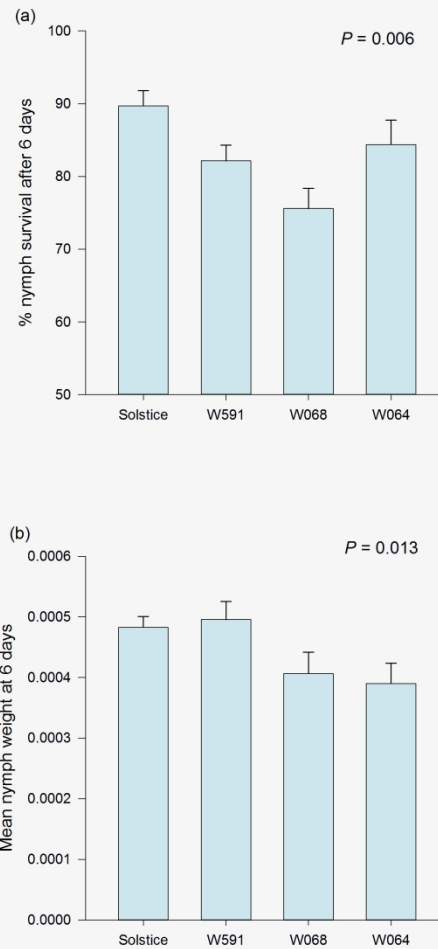 (a)
P = 0.006
% nymph survival after 6 days
100
90
80
70
60
50
Solstice W591 W068 W064
(b)
P = 0.013
Mean nymph weight at 6 days
0.0006
0.0005
0.0004
0.0003
0.0002
0.0001
0.0000
Solstice W591 W068 W064